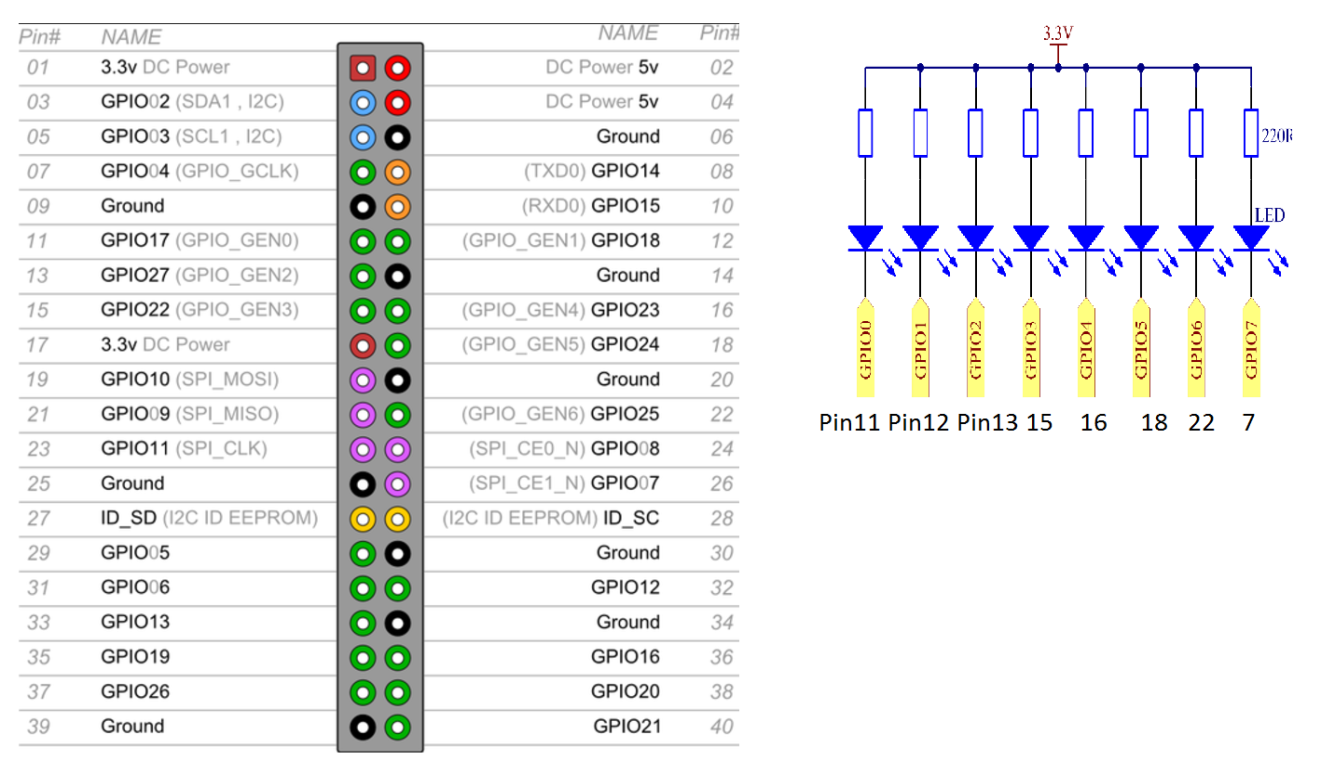 Pin# NAME NAME Pin#
01 3.3v DC Power DC Power 5v 02
03 GPIO02 (SDA1 , I2C) DC Power 5v 04
05 GPIO03 (SCL1 , I2C) Ground 06
07 GPIO04 (GPIO_GCLK) (TXD0) GPIO14 08
09 Ground (RXD0) GPIO15 10
11 GPIO17 (GPIO_GEN0) (GPIO_GEN1) GPIO18 12
13 GPIO27 (GPIO_GEN2) Ground 14
15 GPIO22 (GPIO_GEN3) (GPIO_GEN4) GPIO23 16
17 3.3v DC Power (GPIO_GEN5) GPIO24 18
19 GPIO10 (SPI_MOSI) Ground 20
21 GPIO09 (SPI_MISO) (GPIO_GEN6) GPIO25 22
23 GPIO11 (SPI_CLK) (SPI_CE0_N) GPIO08 24
25 Ground (SPI_CE1_N) GPIO07 26
27 ID_SD (I2C ID EEPROM) (I2C ID EEPROM) ID_SC 28
29 GPIO05 Ground 30
31 GPIO06 GPIO12 32
33 GPIO13 Ground 34
35 GPIO19 GPIO16 36
37 GPIO26 GPIO20 38
39 Ground GPIO21 40
3.3V
220R
LED
GPIO0 GPIO1 GPIO2 GPIO3 GPIO4 GPIO5 GPIO6 GPIO7
Pin11 Pin12 Pin13 15 16 18 22 7